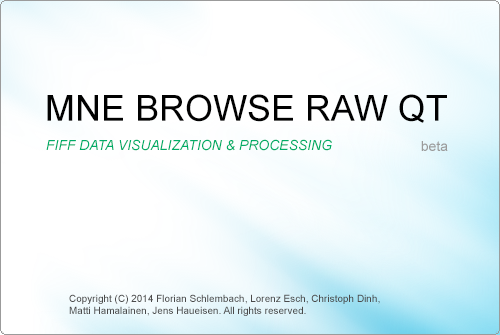 MNE BROWSE RAW QT
FIFF DATA VISUALIZATION & PROCESSING
beta
Copyright (C) 2014 Florian Schlembach, Lorenz Esch, Christoph Dinh,
Matti Hamalainen, Jens Haueisen. All rights reserved.